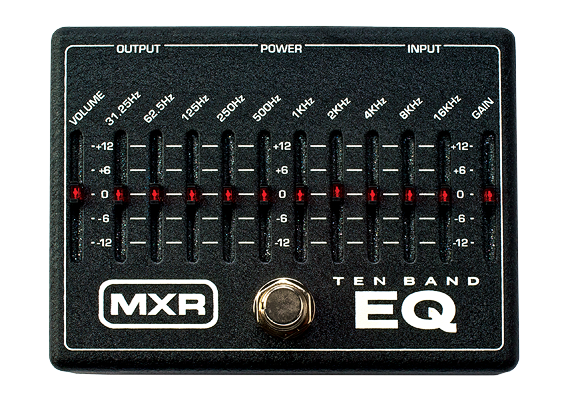 OUTPUT POWER INPUT
VOLUME 31.25Hz 62.5Hz 125Hz 250Hz 500Hz 1KHz 2KHz 4KHz 8KHz 16KHz GAIN
-+12 +12 +12-
-+6 +6 +6-
-0 0 0-
--6 -6 -6-
--12 -12 -12-
MXR
TEN BAND
EQ